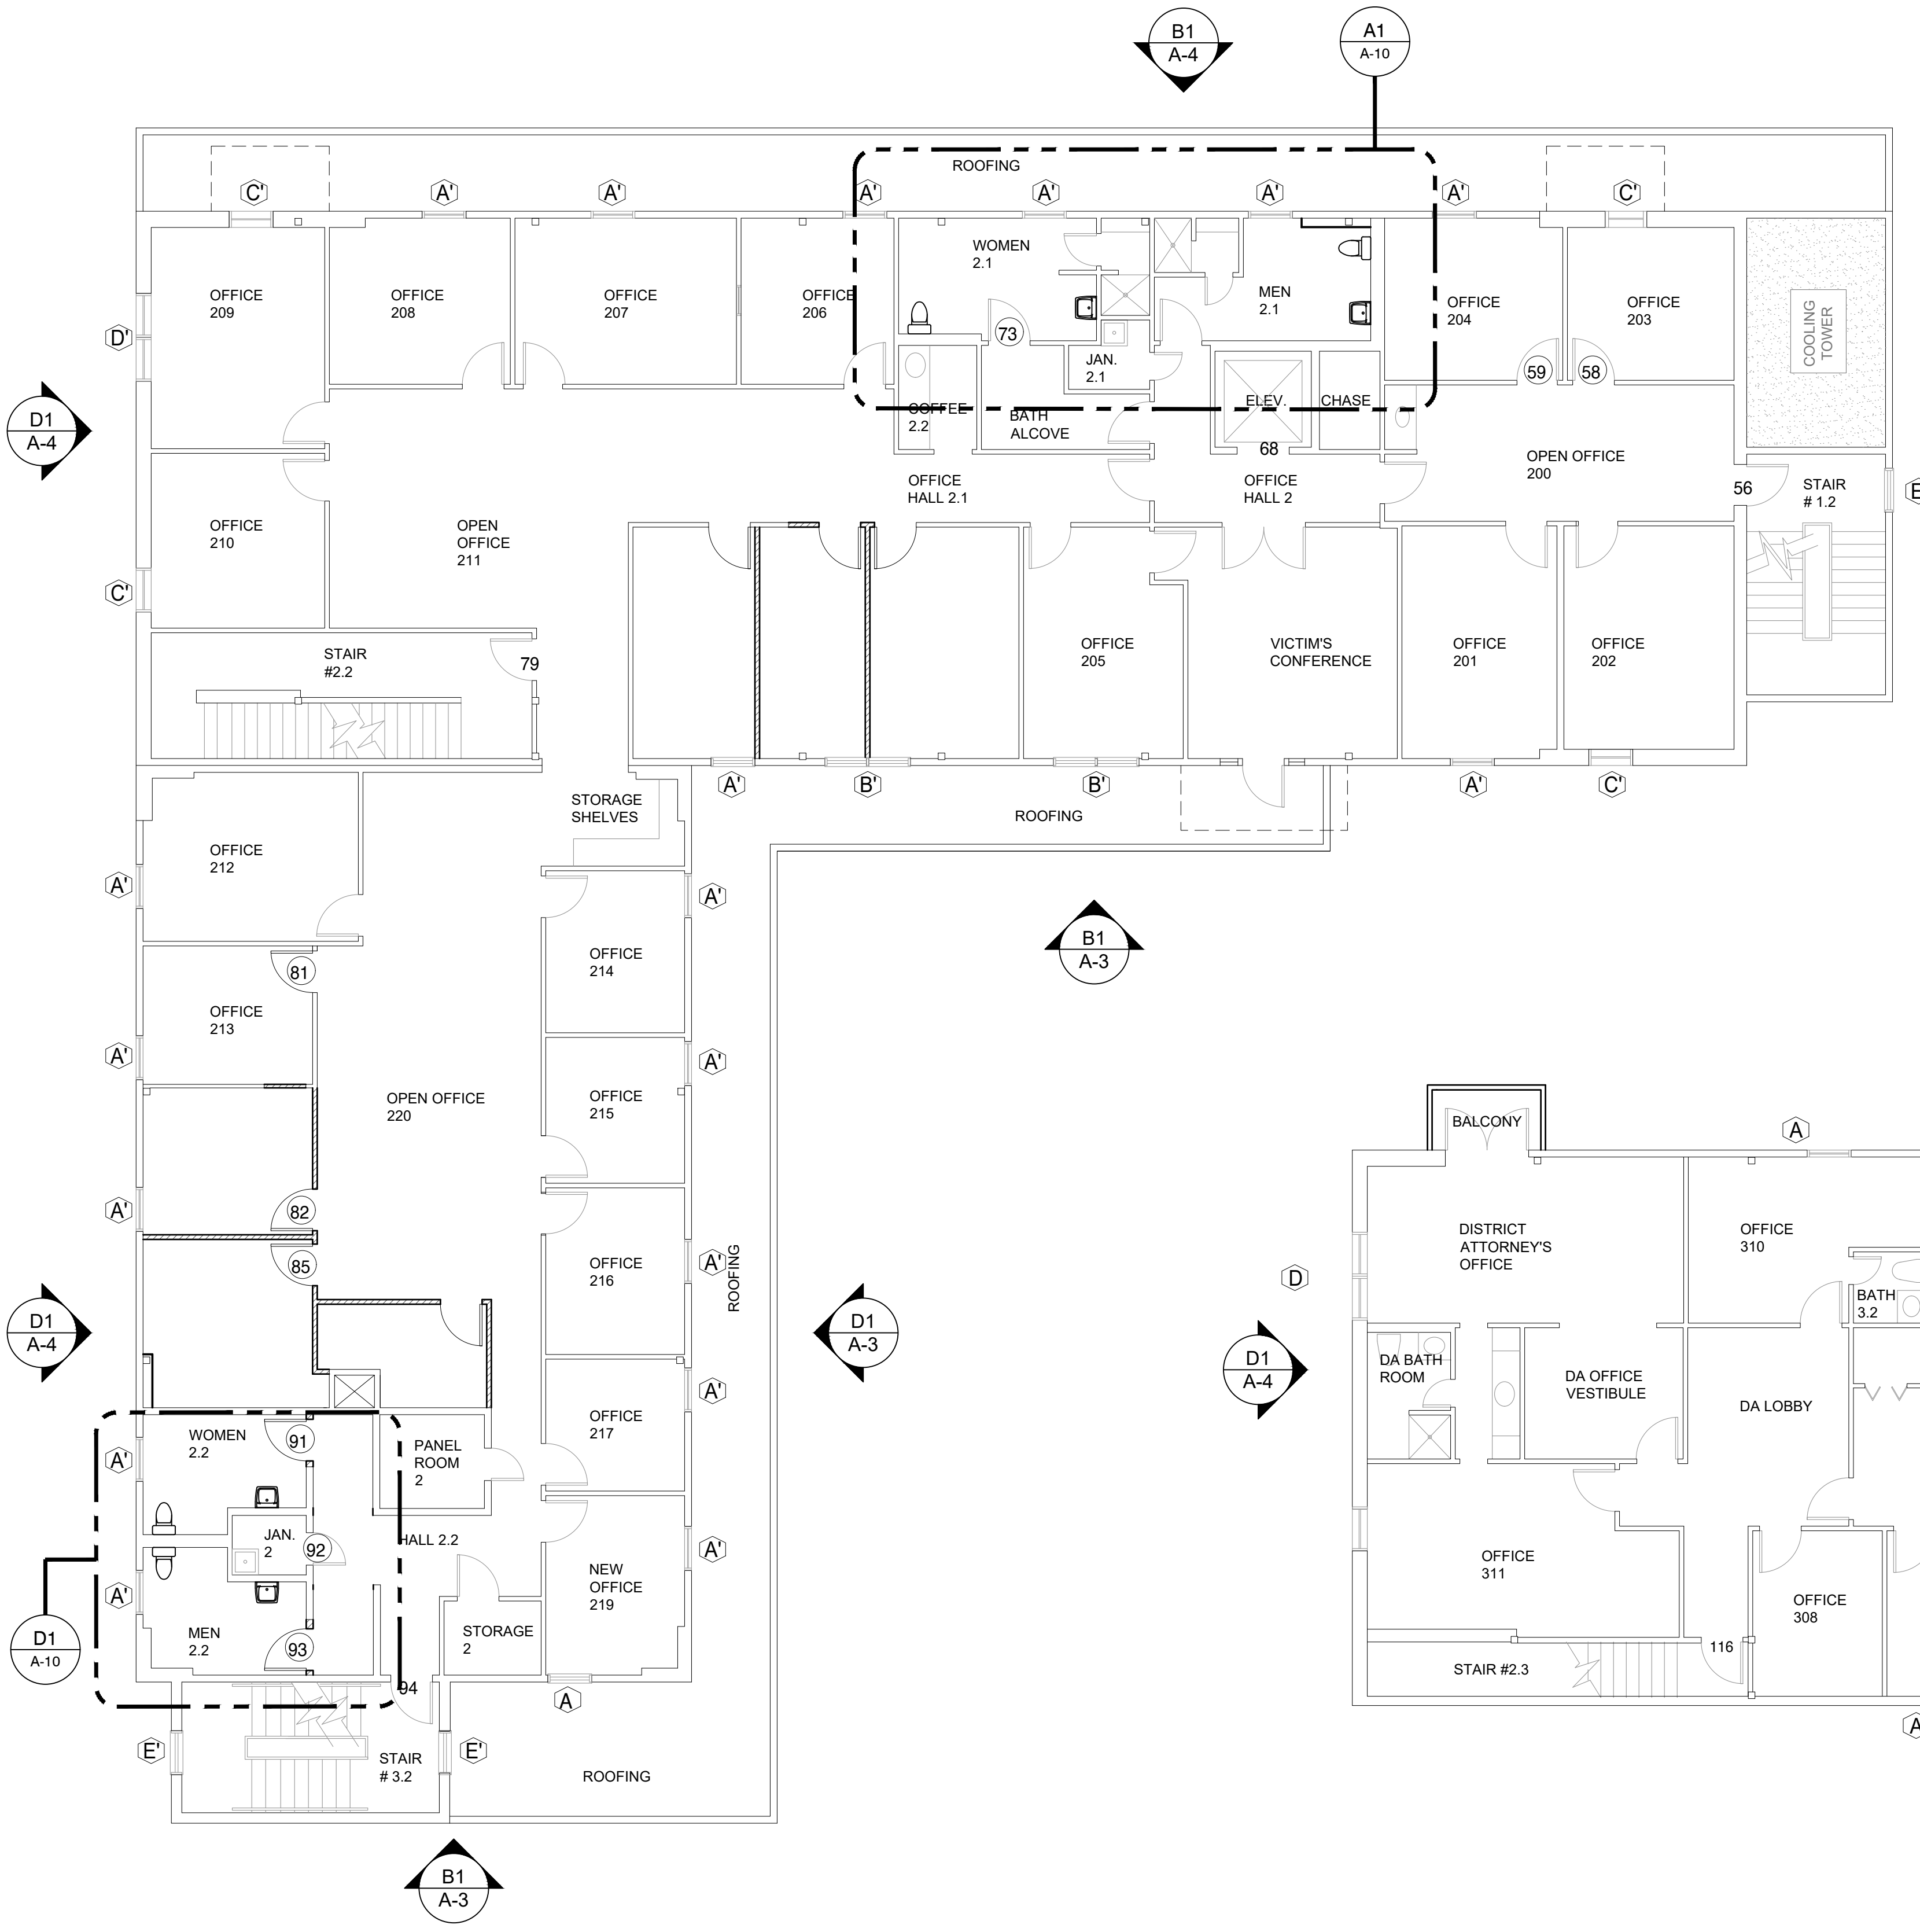 B1
A-4
A1
A-10
ROOFING
C'
A'
A'
A'
A'
A'
A'
C'
WOMEN
2.1
MEN
2.1
OFFICE
209
OFFICE
208
OFFICE
207
OFFICE
206
OFFICE
204
OFFICE
203
COOLING
TOWER
D'
73
JAN.
2.1
59
58
D1
A-4
COFFEE
2.2
BATH
ALCOVE
ELEV.
CHASE
68
OFFICE
HALL 2.1
OFFICE
HALL 2
OPEN OFFICE
200
56
STAIR
# 1.2
E
OFFICE
210
OPEN
OFFICE
211
C'
STAIR
#2.2
79
OFFICE
205
VICTIM'S
CONFERENCE
OFFICE
201
OFFICE
202
A'
B'
B'
A'
C'
STORAGE
SHELVES
ROOFING
OFFICE
212
A'
A'
B1
A-3
OFFICE
214
81
OFFICE
213
A'
A'
OPEN OFFICE
220
OFFICE
215
BALCONY
A
82
A'
85
OFFICE
216
A'
ROOFING
DISTRICT
ATTORNEY'S
OFFICE
OFFICE
310
D
BATH
3.2
D1
A-4
D1
A-3
D1
A-4
DA BATH
ROOM
DA OFFICE
VESTIBULE
DA LOBBY
A'
OFFICE
217
WOMEN
2.2
91
PANEL
ROOM
2
A'
JAN.
2
92
HALL 2.2
A'
OFFICE
311
A'
NEW
OFFICE
219
OFFICE
308
D1
A-10
MEN
2.2
93
STORAGE
2
116
STAIR #2.3
94
A
A
E'
E'
STAIR
# 3.2
ROOFING
B1
A-3